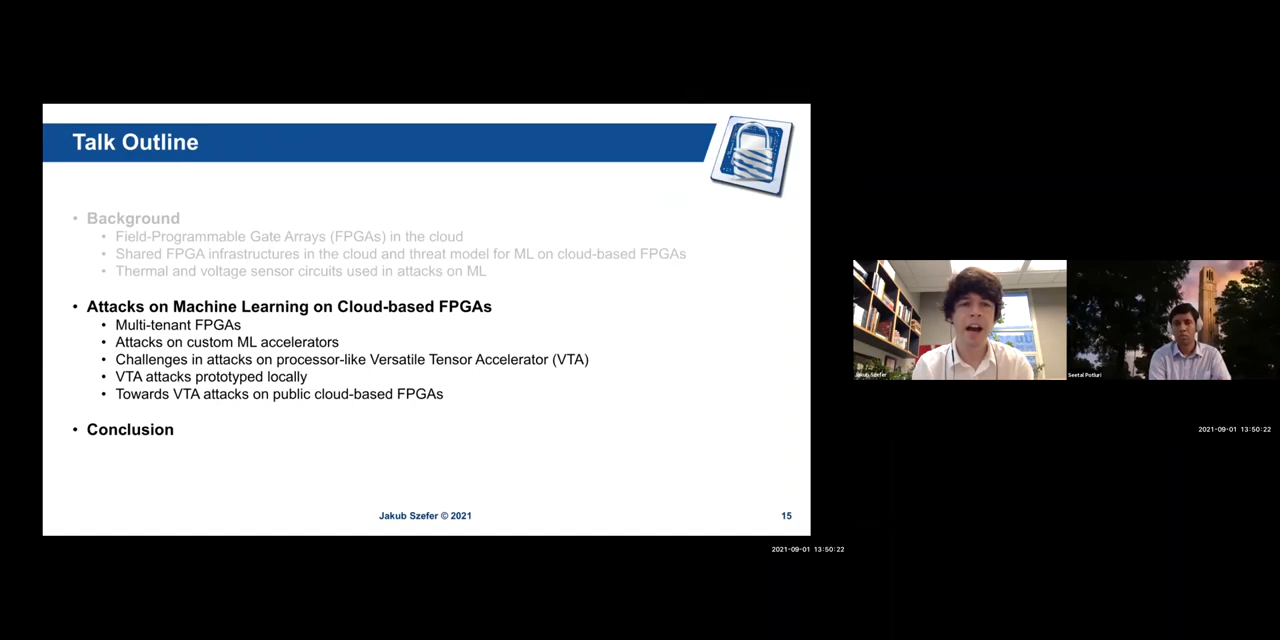 Talk Outline
• Background
• Field-Programmable Gate Arrays (FPGAs) in the cloud
• Shared FPGA infrastructures in the cloud and threat model for ML on cloud-based FPGAs
• Thermal and voltage sensor circuits used in attacks on ML
• Attacks on Machine Learning on Cloud-based FPGAs
• Multi-tenant FPGAs
• Attacks on custom ML accelerators
• Challenges in attacks on processor-like Versatile Tensor Accelerator (VTA)
• VTA attacks prototyped locally
• Towards VTA attacks on public cloud-based FPGAs
• Conclusion
Jakub Szefer © 2021
15
2021-09-01 13:50:22
Jakub Szefer
Seetal Potluri
2021-09-01 13:50:22